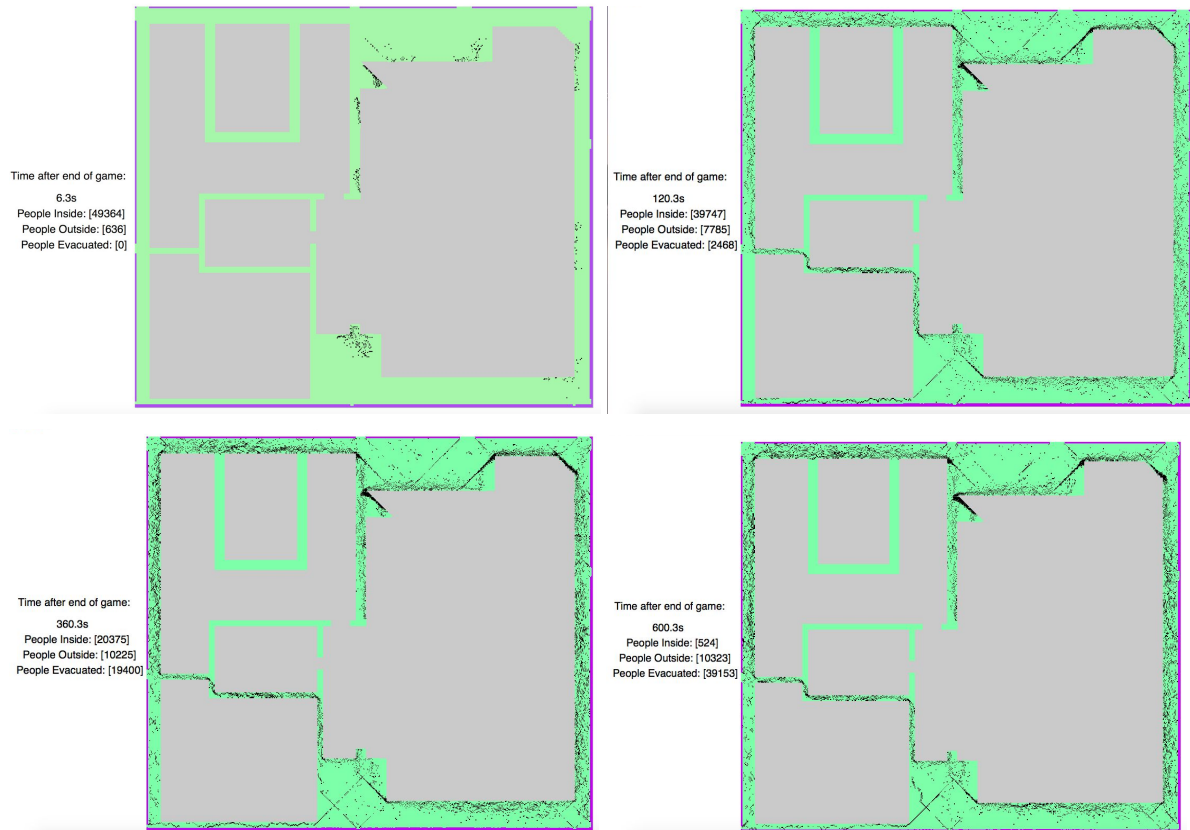 Time after end of game:
6.3s
People Inside: [49364]
People Outside: [636]
People Evacuated: [0]
Time after end of game:
120.3s
People Inside: [39747]
People Outside: [7785]
People Evacuated: [2468]
Time after end of game:
360.3s
People Inside: [20375]
People Outside: [10225]
People Evacuated: [19400]
Time after end of game:
600.3s
People Inside: [524]
People Outside: [10323]
People Evacuated: [39153]